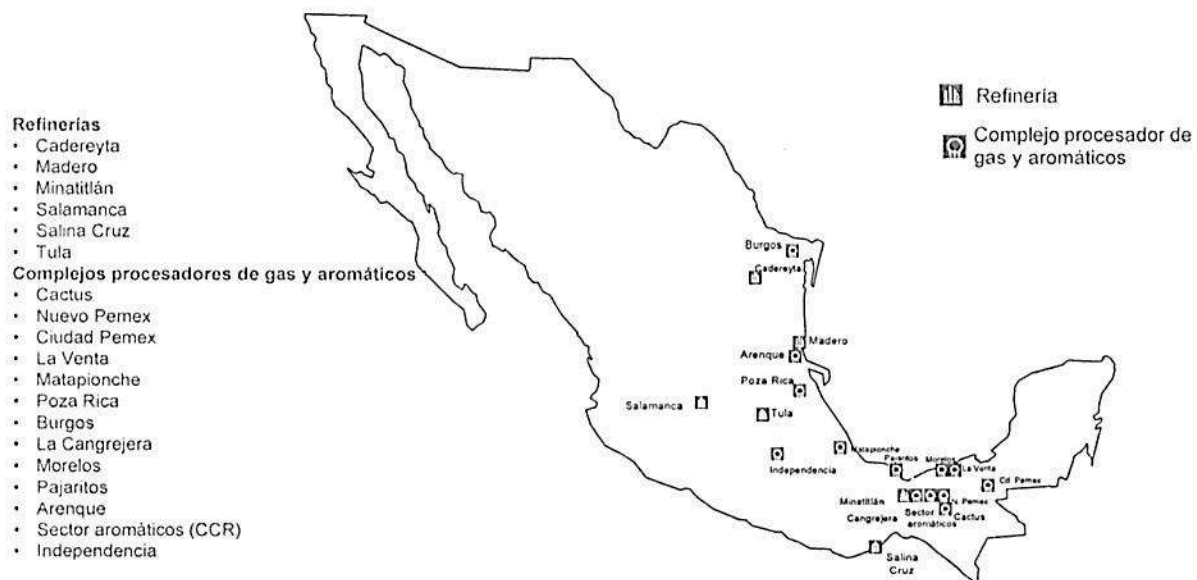 Refinerías
• Cadereyta
• Madero
• Minatitlán
• Salamanca
• Salina Cruz
• Tula
Complejos procesadores de gas y aromáticos
• Cactus
• Nuevo Pemex
• Ciudad Pemex
• La Venta
• Matapionche
• Poza Rica
• Burgos
• La Cangrejera
• Morelos
• Pajaritos
• Arenque
• Sector aromáticos (CCR)
• Independencia
Refinería
Complejo procesador de
gas y aromáticos
Burgos
Cadereyta
Madero
Arenque
Poza Rica
Salamanca
Tula
Independencia
Matapionche
Pajaritos
Morelos
La Venta
Cd. Pemex
Minatitlán
N. Pemex
Cangrejera
Sector
aromáticos
Cactus
Salina
Cruz